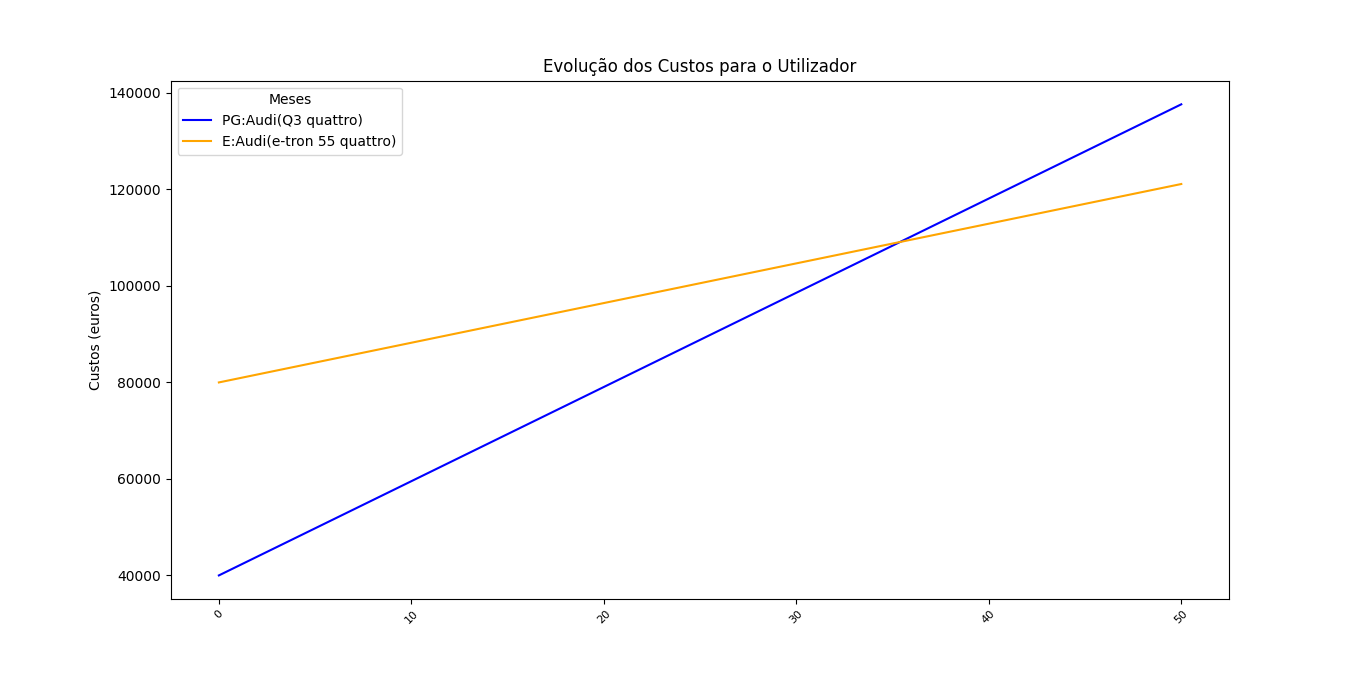 Evolução dos Custos para o Utilizador
Meses
PG:Audi(Q3 quattro)
E:Audi(e-tron 55 quattro)
Custos (euros)
140000
120000
100000
80000
60000
40000
0
10
20
30
40
50